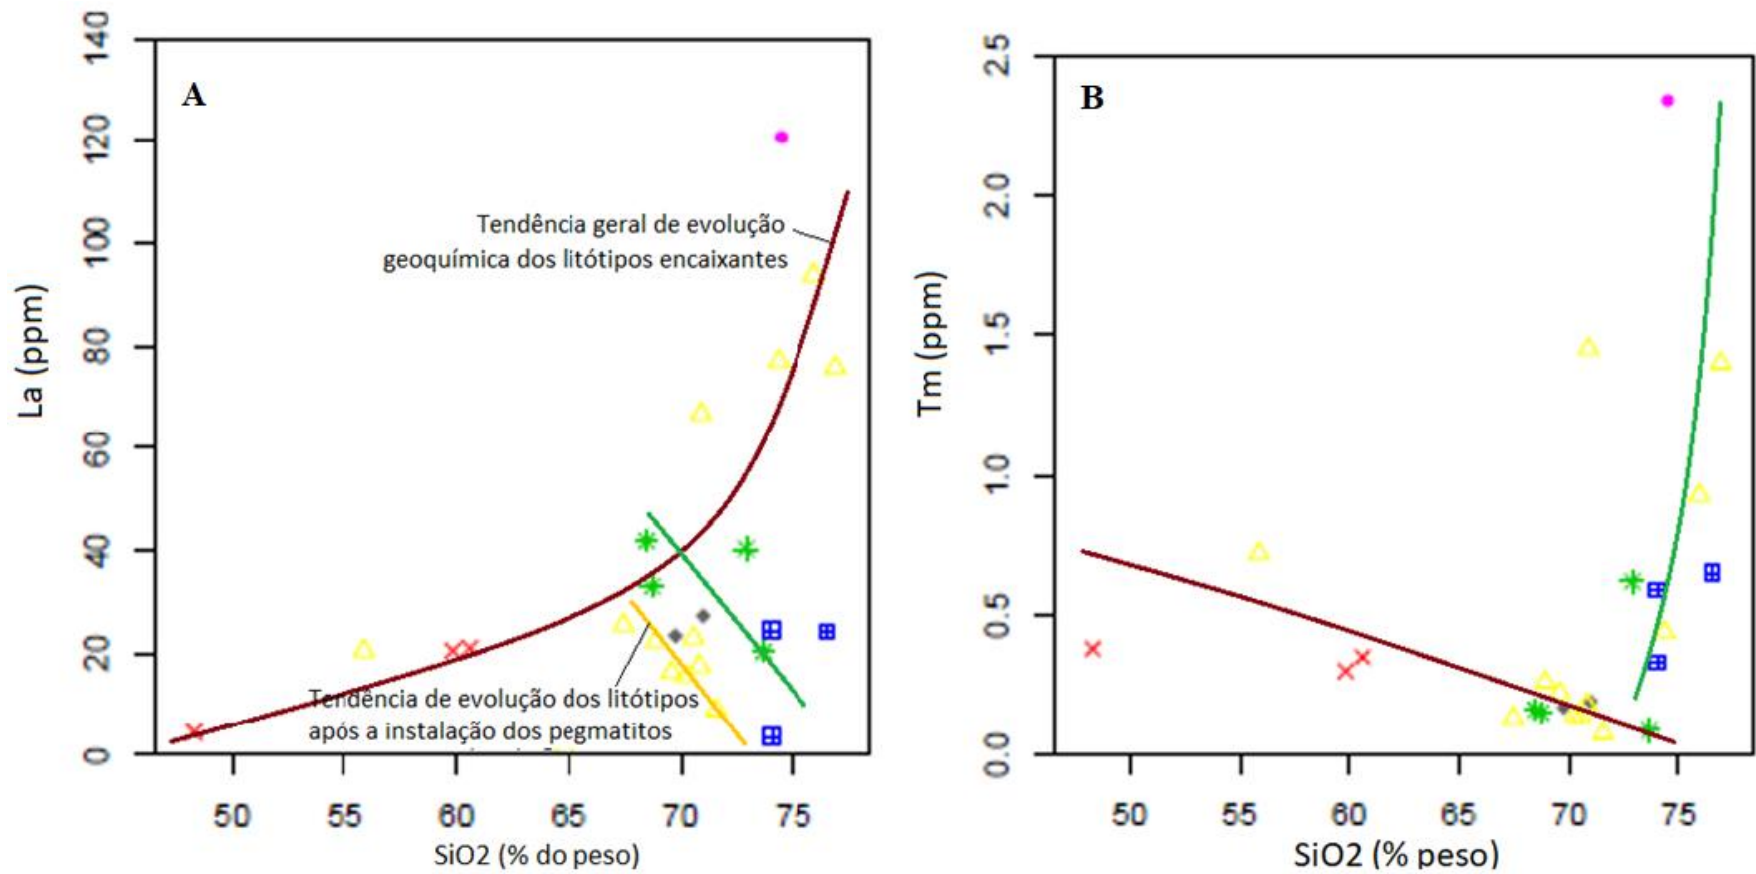 A
140
120
100
80
60
40
20
0
La (ppm)
Tendência geral de evolução
geoquímica dos litótipos encaixantes
Tendência de evolução dos litótipos
após a instalação dos pegmatitos
50 55 60 65 70 75
SiO2 (% do peso)
B
2.5
2.0
1.5
1.0
0.5
0.0
Tm (ppm)
50 55 60 65 70 75
SiO2 (% peso)